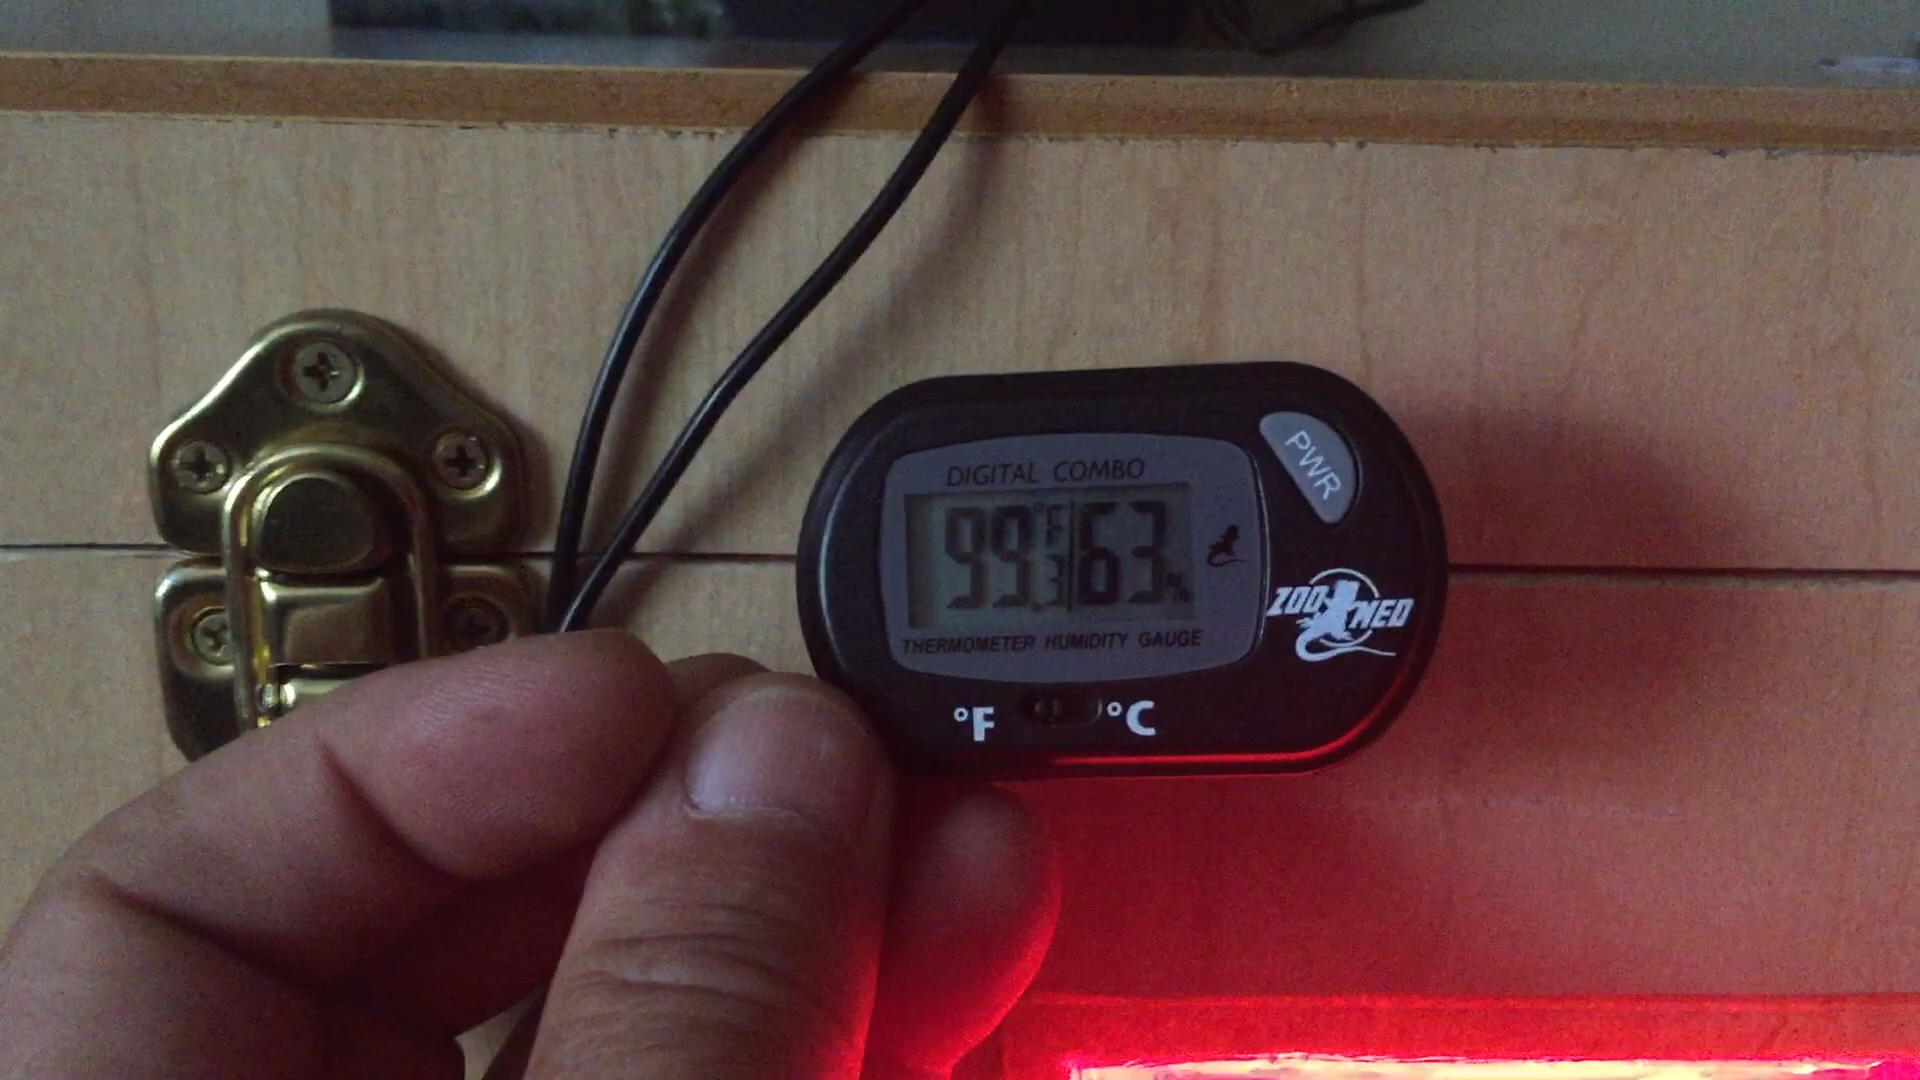 DIGITAL COMBO
99.3°F 63%
THERMOMETER HUMIDITY GAUGE
°F °C
PWR
ZOO MED